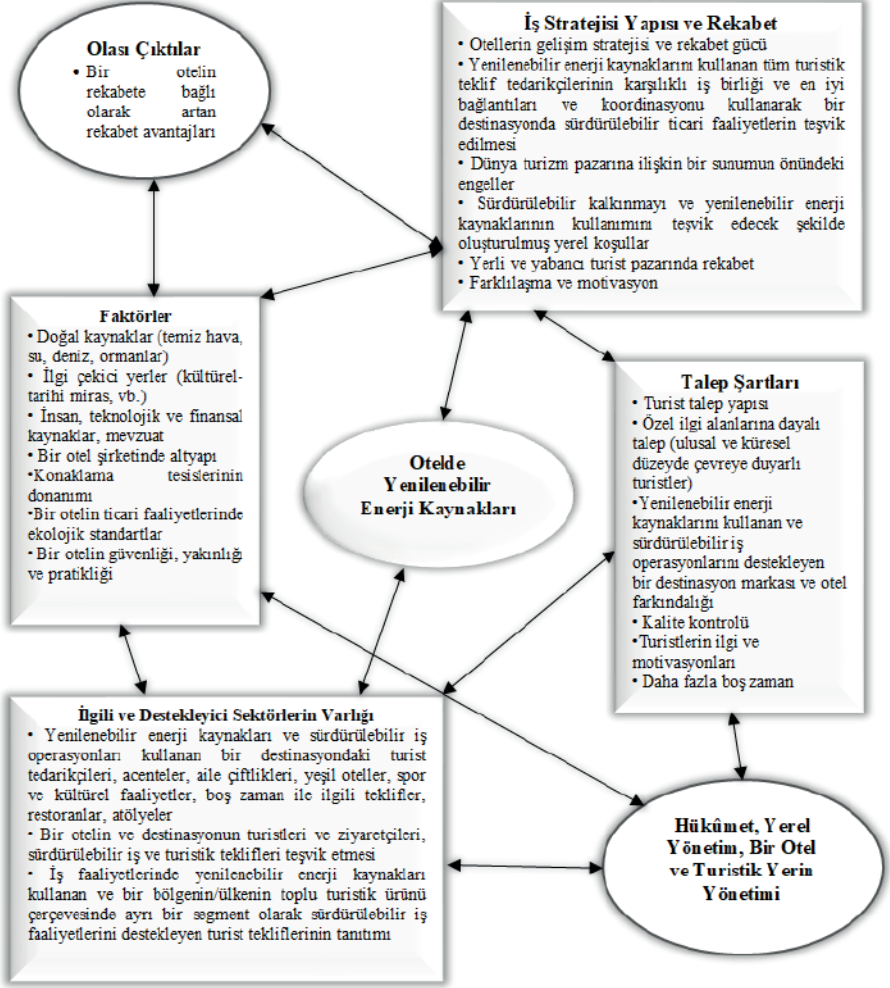 Olası Çıktılar
• Bir otelin
rekabete bağlı
olarak artan
rekabet avantajları
İş Stratejisi Yapısı ve Rekabet
• Otellerin gelişim stratejisi ve rekabet gücü
• Yenilenebilir enerji kaynaklarını kullanan tüm turistik
teklif tedarikçilerinin karşılıklı iş birliği ve en iyi
bağlantıları ve koordinasyonu kullanarak bir
destinasyonda sürdürülebilir ticari faaliyetlerin teşvik
edilmesi
• Dünya turizm pazarına ilişkin bir sunumun önündeki
engeller
• Sürdürülebilir kalkınmayı ve yenilenebilir enerji
kaynaklarının kullanımını teşvik edecek şekilde
oluşturulmuş yerel koşullar
• Yerli ve yabancı turist pazarında rekabet
• Farklılaşma ve motivasyon
Faktörler
• Doğal kaynaklar (temiz hava,
su, deniz, ormanlar)
• İlgi çekici yerler (kültürel-
tarihi miras, vb.)
• İnsan, teknolojik ve finansal
kaynaklar, mevzuat
• Bir otel şirketinde altyapı
•Konaklama tesislerinin
donanımı
•Bir otelin ticari faaliyetlerinde
ekolojik standartlar
• Bir otelin güvenliği, yakınlığı
ve pratikliği
Otelde
Yenilenebilir
Enerji Kaynakları
Talep Şartları
• Turist talep yapısı
• Özel ilgi alanlarına dayalı
talep (ulusal ve küresel
düzeyde çevreye duyarlı
turistler)
•Yenilenebilir enerji
kaynaklarını kullanan ve
sürdürülebilir iş
operasyonlarını destekleyen
bir destinasyon markası ve otel
farkındalığı
• Kalite kontrolü
•Turistlerin ilgi ve
motivasyonları
• Daha fazla boş zaman
İlgili ve Destekleyici Sektörlerin Varlığı
• Yenilenebilir enerji kaynakları ve sürdürülebilir iş
operasyonları kullanan bir destinasyondaki turist
tedarikçileri, acenteler, aile çiftlikleri, yeşil oteller, spor
ve kültürel faaliyetler, boş zaman ile ilgili teklifler,
restoranlar, atölyeler
• Bir otelin ve destinasyonun turistleri ve ziyaretçileri,
sürdürülebilir iş ve turistik teklifleri teşvik etmesi
• İş faaliyetlerinde yenilenebilir enerji kaynakları
kullanan ve bir bölgenin/ülkenin toplu turistik ürünü
çerçevesinde ayrı bir segment olarak sürdürülebilir iş
faaliyetlerini destekleyen turist tekliflerinin tanıtımı
Hükûmet, Yerel
Yönetim, Bir Otel
ve Turistik Yerin
Yönetimi